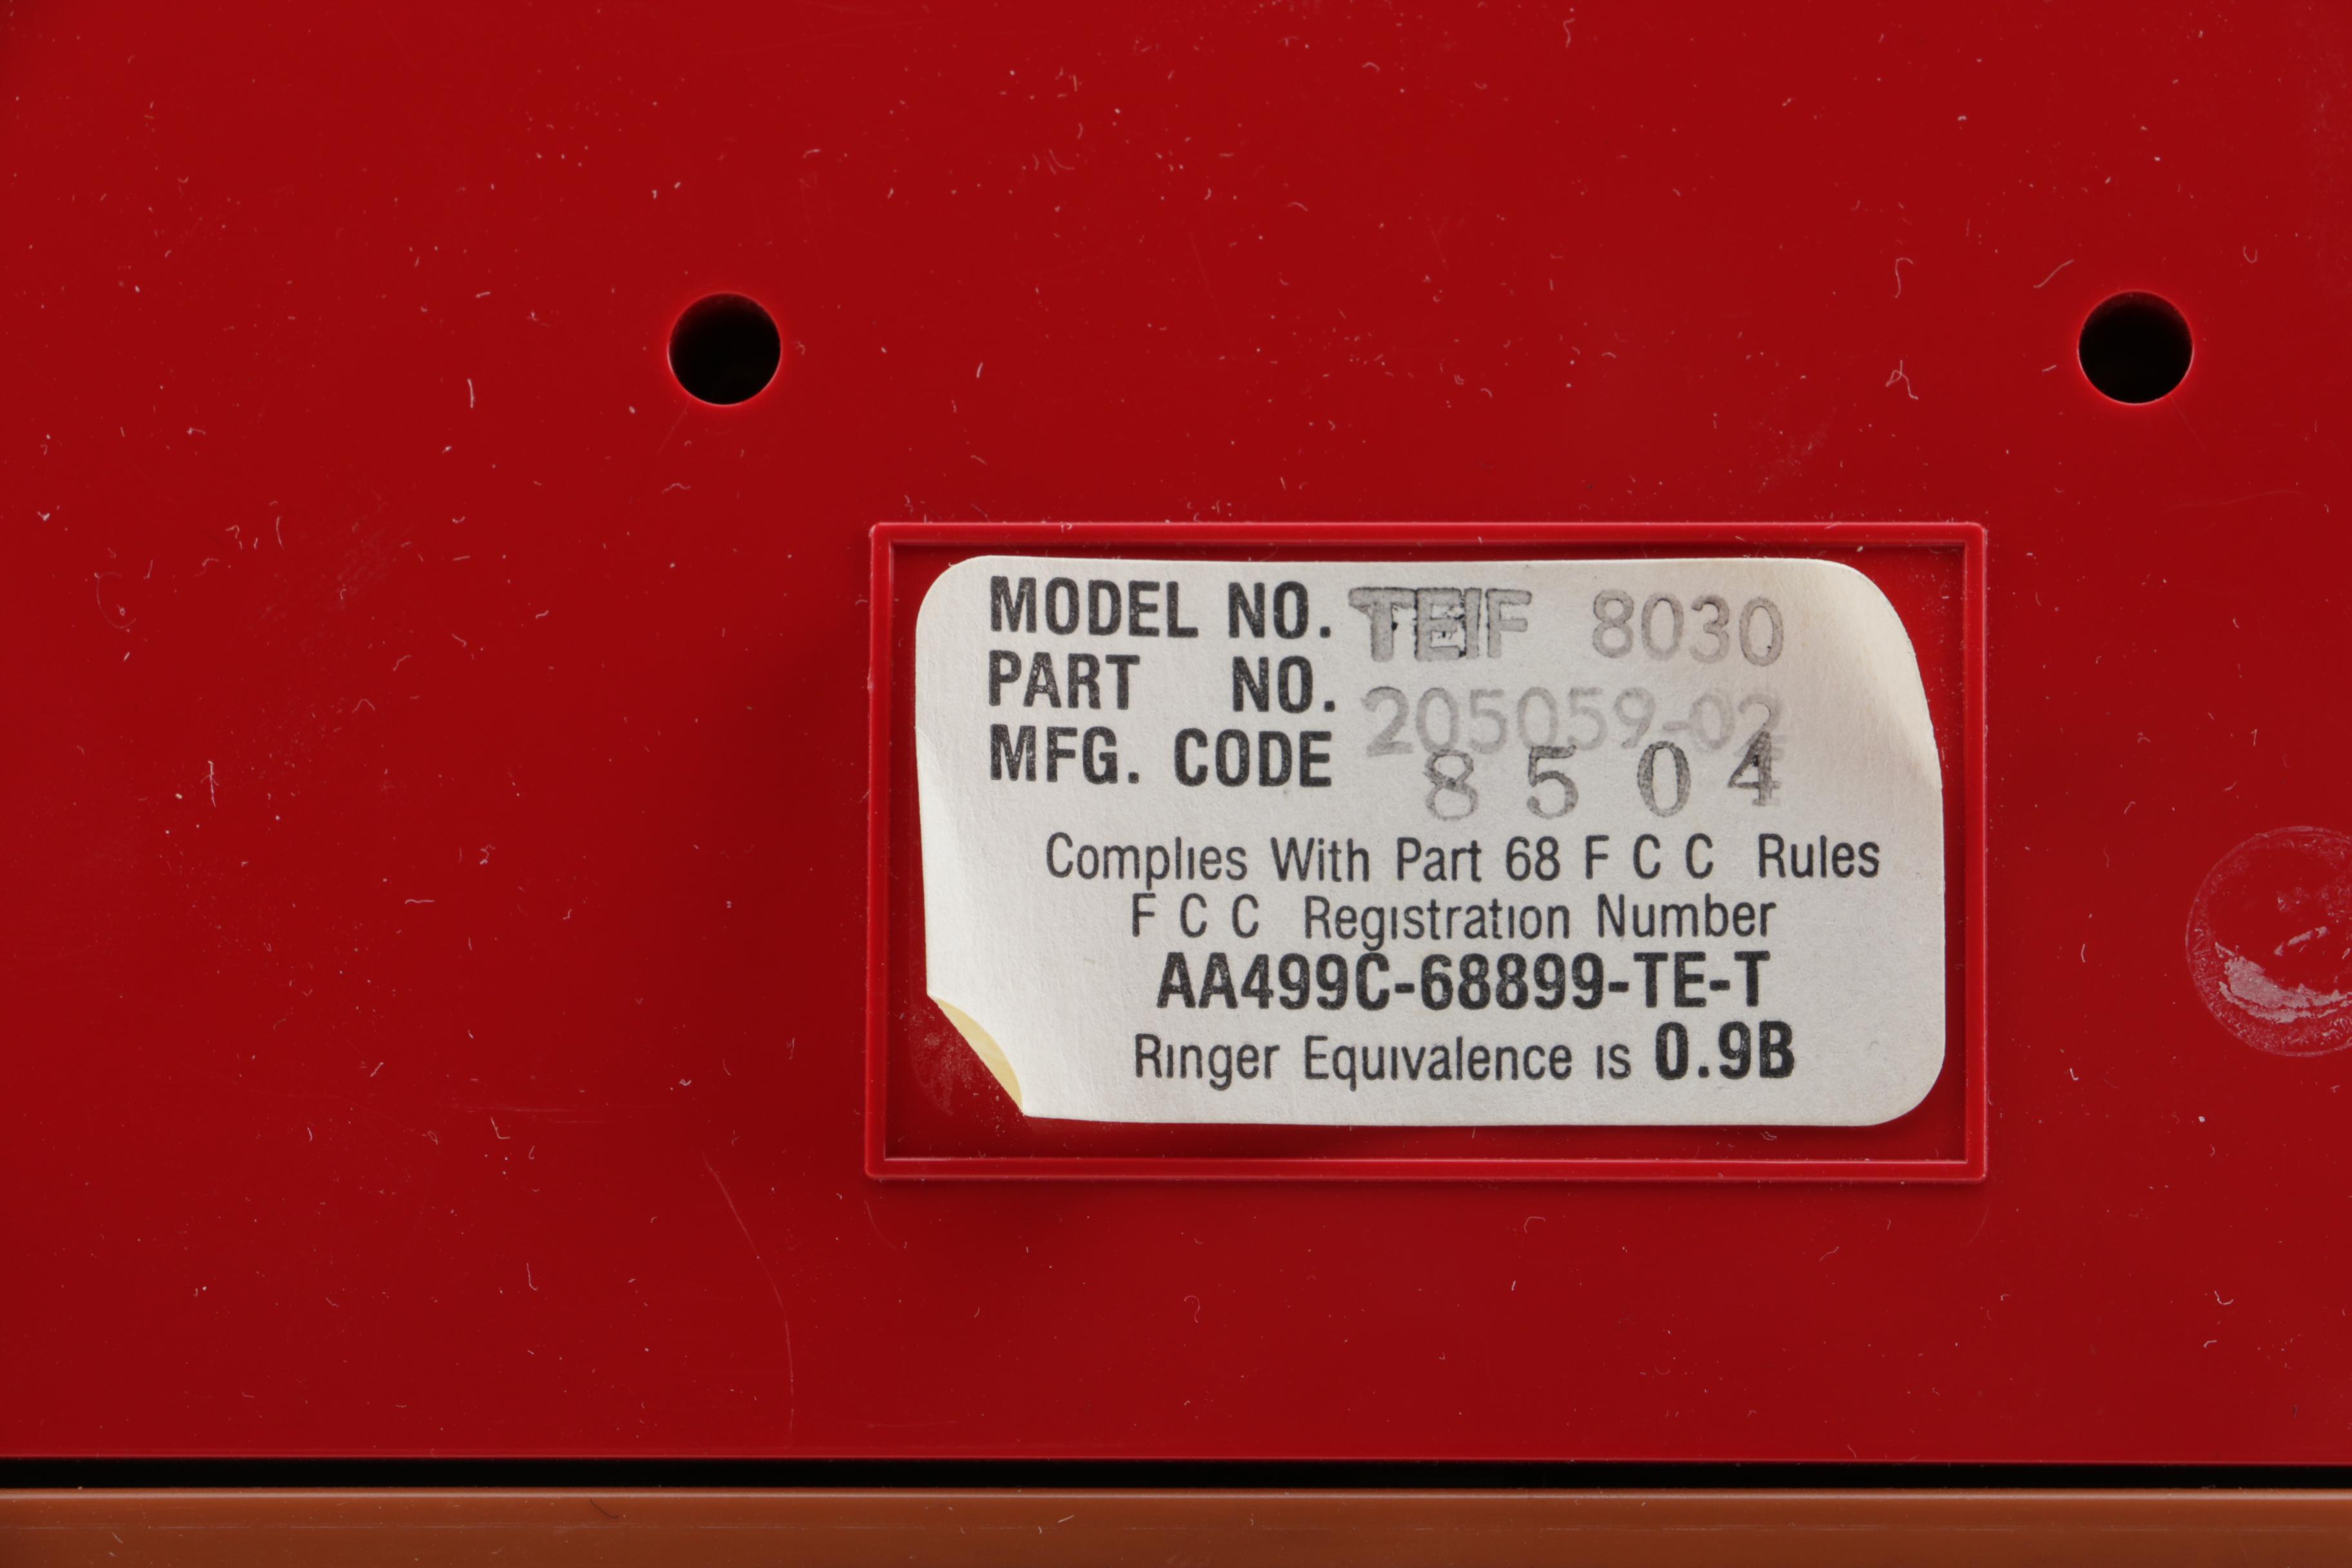 MODEL NO. TEIF 8030
PART NO. 205059-02
MFG. CODE 8504
Complies With Part 68 F C C Rules
F C C Registration Number
AA499C-68899-TE-T
Ringer Equivalence is 0.9B